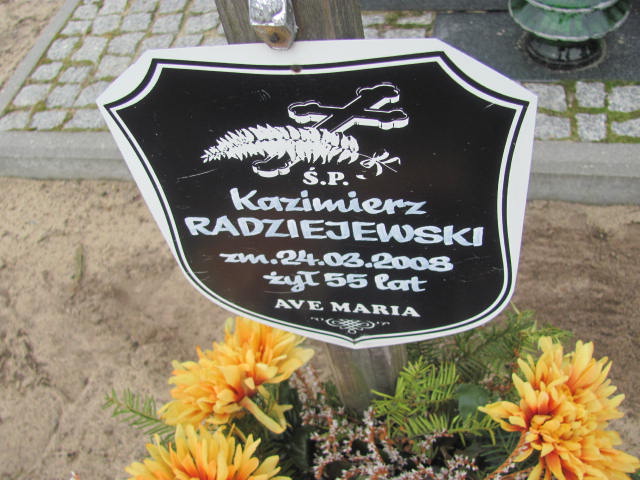 Ś.P.
Kazimierz
RADZIEJEWSKI
zm. 24.03.2008
żył 55 lat
AVE MARIA